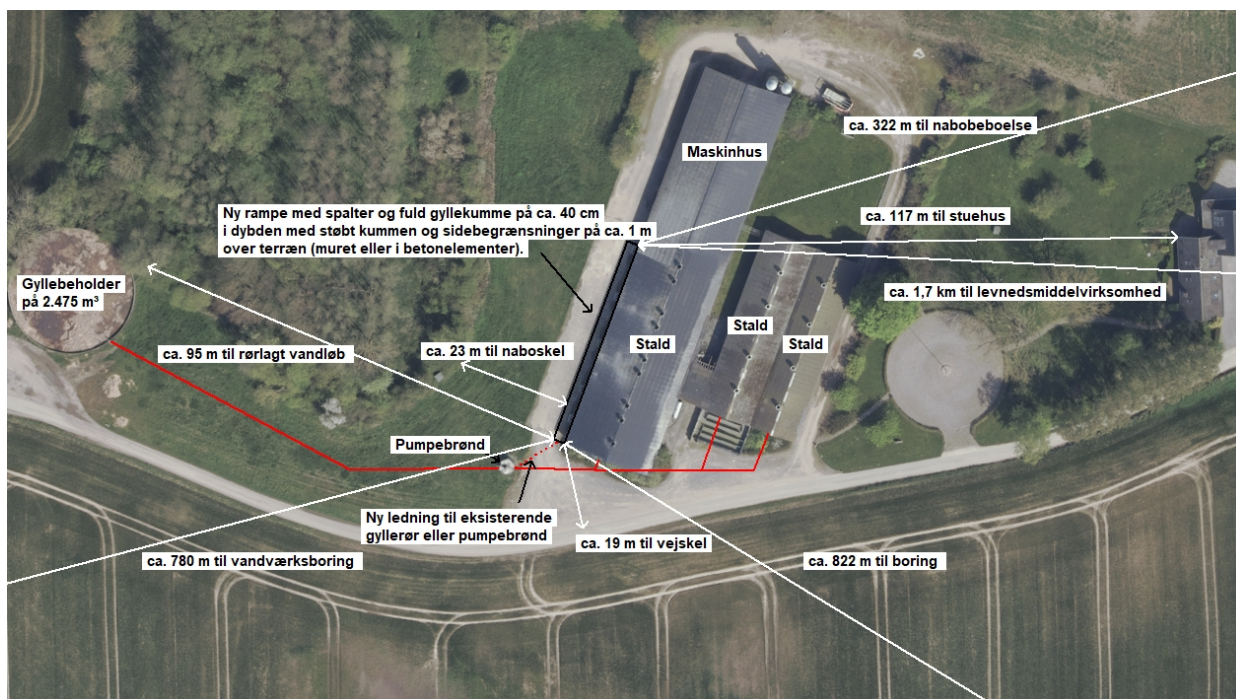 ca. 322 m til nabobeboelse
Maskinhus
Ny rampe med spalter og fuld gyllekumme på ca. 40 cm
i dybden med støbt kummen og sidebegrænsninger på ca. 1 m
over terræn (muret eller i betonelementer).
ca. 117 m til stuehus
Gyllebeholder
på 2.475 m³
ca. 1,7 km til levnedsmiddelvirksomhed
Stald
Stald
Stald
ca. 95 m til rørlagt vandløb
ca. 23 m til naboskel
Pumpebrønd
Ny ledning til eksisterende
gyllerør eller pumpebrønd
ca. 19 m til vejskel
ca. 780 m til vandværksboring
ca. 822 m til boring